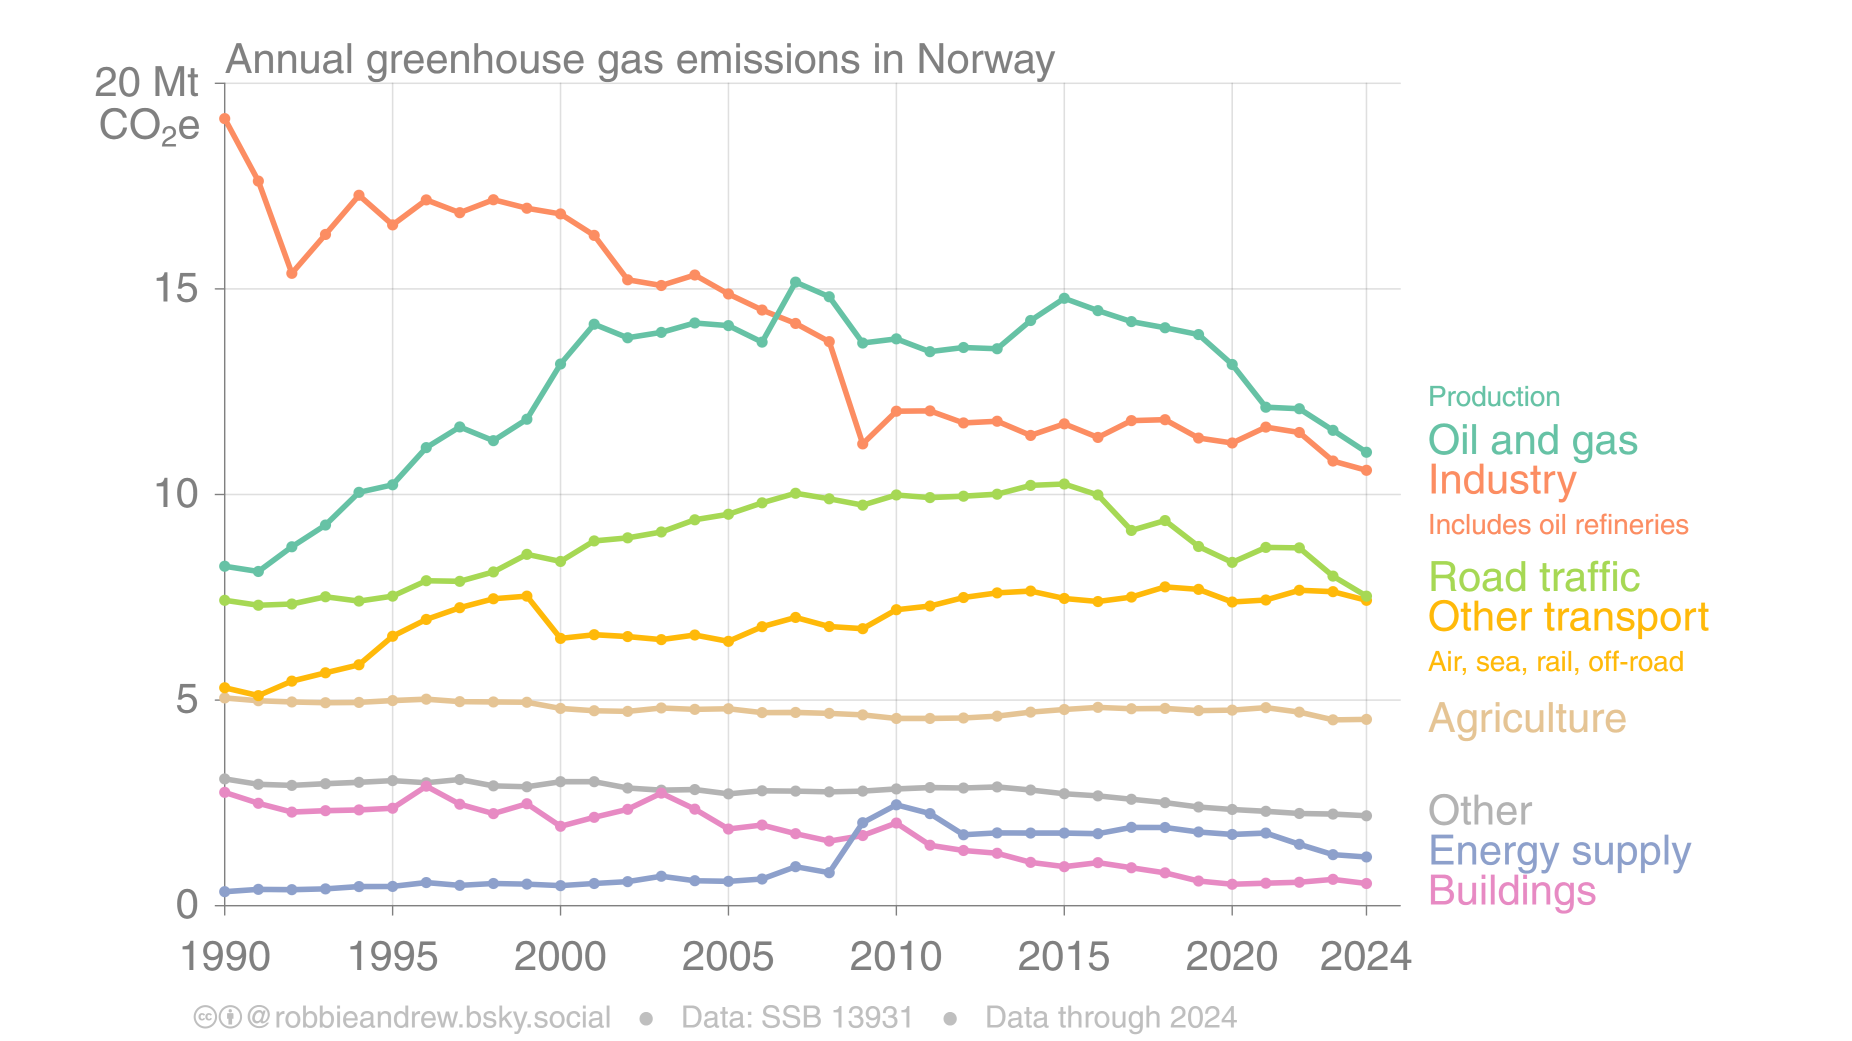 Annual greenhouse gas emissions in Norway
20 Mt
CO₂e
15
10
5
0
Production
Oil and gas
Industry
Includes oil refineries
Road traffic
Other transport
Air, sea, rail, off-road
Agriculture
Other
Energy supply
Buildings
1990 1995 2000 2005 2010 2015 2020 2024
cc @robbieandrew.bsky.social ● Data: SSB 13931 ● Data through 2024